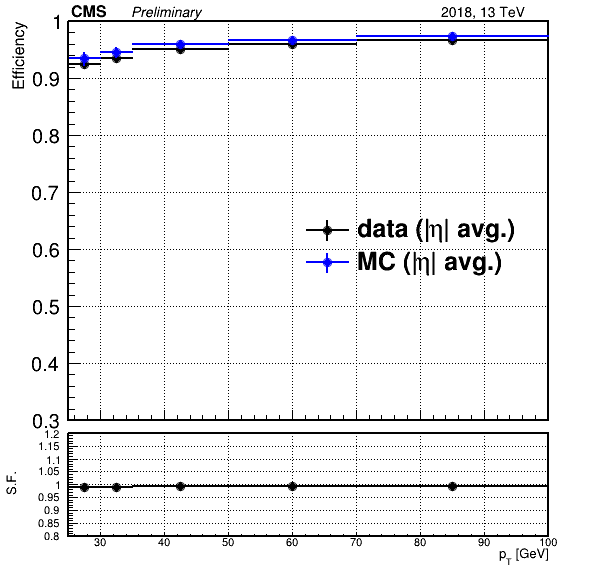 CMS Preliminary 2018, 13 TeV
Efficiency
1
0.9
0.8
0.7
0.6
0.5
0.4
0.3
data (|η| avg.)
MC (|η| avg.)
S.F.
1.2
1.15
1.1
1.05
1
0.95
0.9
0.85
0.8
30 40 50 60 70 80 90 100
p_T [GeV]